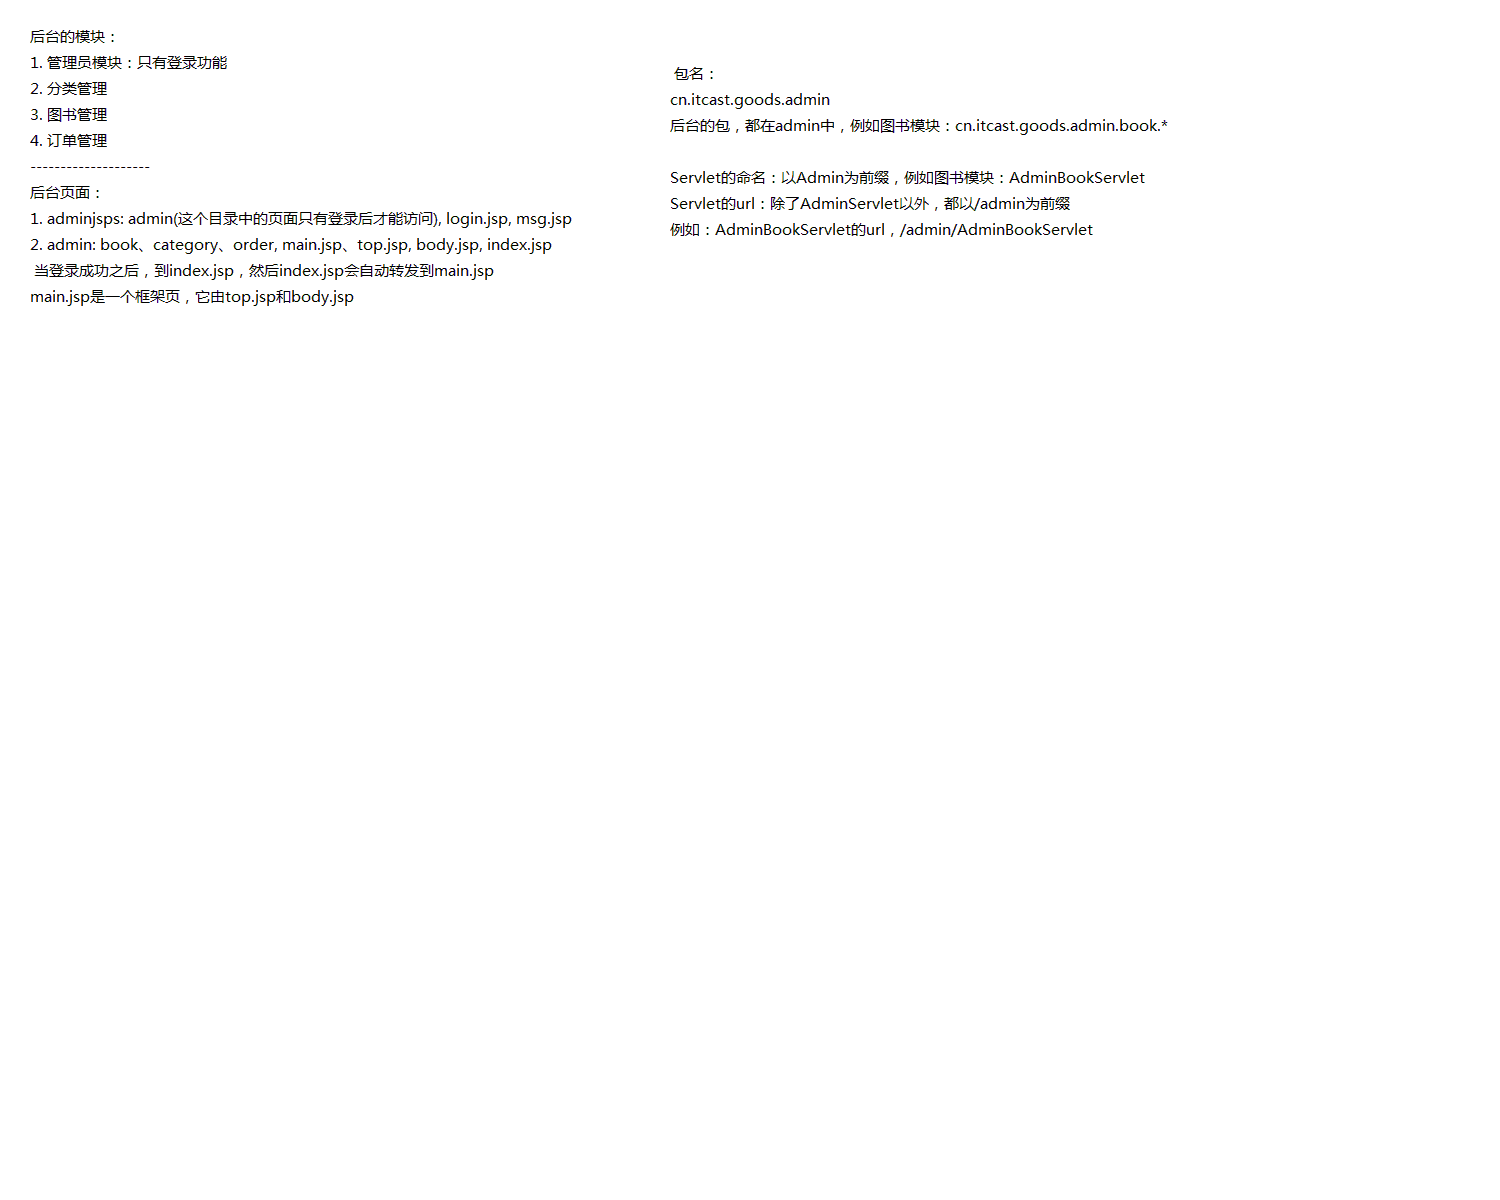 后台的模块：
1. 管理员模块：只有登录功能
2. 分类管理
3. 图书管理
4. 订单管理
--------------------
后台页面：
1. adminjsps: admin(这个目录中的页面只有登录后才能访问), login.jsp, msg.jsp
2. admin: book、category、order, main.jsp、top.jsp, body.jsp, index.jsp
当登录成功之后，到index.jsp，然后index.jsp会自动转发到main.jsp
main.jsp是一个框架页，它由top.jsp和body.jsp
包名：
cn.itcast.goods.admin
后台的包，都在admin中，例如图书模块：cn.itcast.goods.admin.book.*
Servlet的命名：以Admin为前缀，例如图书模块：AdminBookServlet
Servlet的url：除了AdminServlet以外，都以/admin为前缀
例如：AdminBookServlet的url，/admin/AdminBookServlet